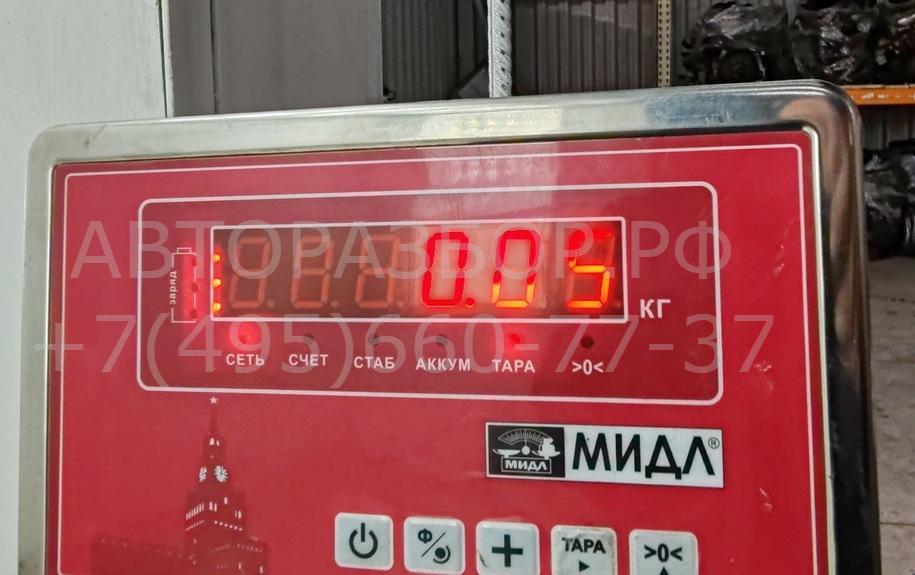 АВТОРАЗБОР.РФ
0.05
заряд
КГ
+7(495)660-77-37
СЕТЬ СЧЕТ СТАБ АККУМ ТАРА >0<
МИДЛ
МИДЛ®
Ф
ТАРА >0<